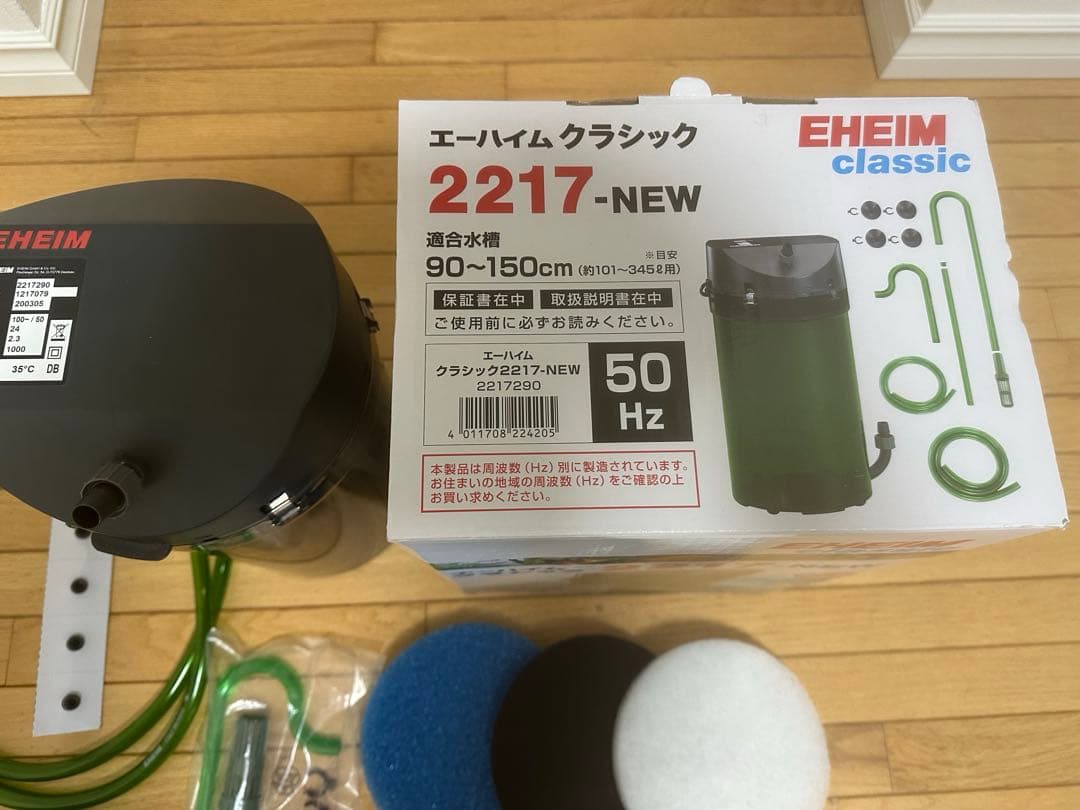 EHEIM
2217290
1217079
200305
100~/50
24
2.3
1000
35°C
DB
エーハイム クラシック
2217-NEW
EHEIM
classic
適合水槽
※目安
90〜150cm (約101〜345ℓ用)
保証書在中 取扱説明書在中
ご使用前に必ずお読みください。
エーハイム
クラシック2217-NEW
2217290
4 011708 224205
50
Hz
本製品は周波数(Hz)別に製造されています。
お住まいの地域の周波数(Hz)をご確認の上
お買い求めください。
EHEIM